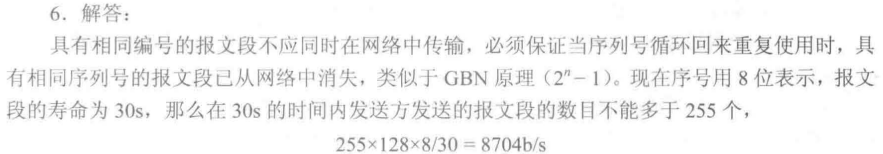 6．解答：
具有相同编号的报文段不应同时在网络中传输，必须保证当序列号循环回来重复使用时，具
有相同序列号的报文段已从网络中消失，类似于 GBN 原理（2ⁿ－1）。现在序号用 8 位表示，报文
段的寿命为 30s，那么在 30s 的时间内发送方发送的报文段的数目不能多于 255 个，
255×128×8/30 = 8704b/s